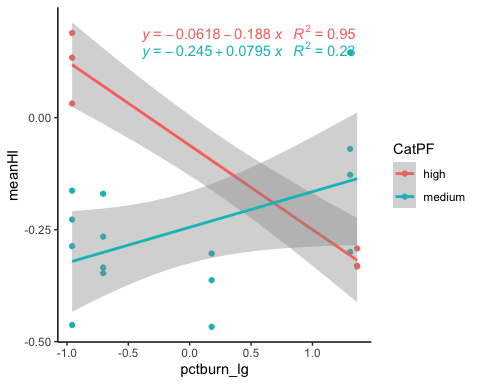 y = − 0.0618 − 0.188 x R² = 0.95
y = − 0.245 + 0.0795 x R² = 0.23
0.00
-0.25
-0.50
meanHI
-1.0 -0.5 0.0 0.5 1.0
pctburn_lg
CatPF
high
medium